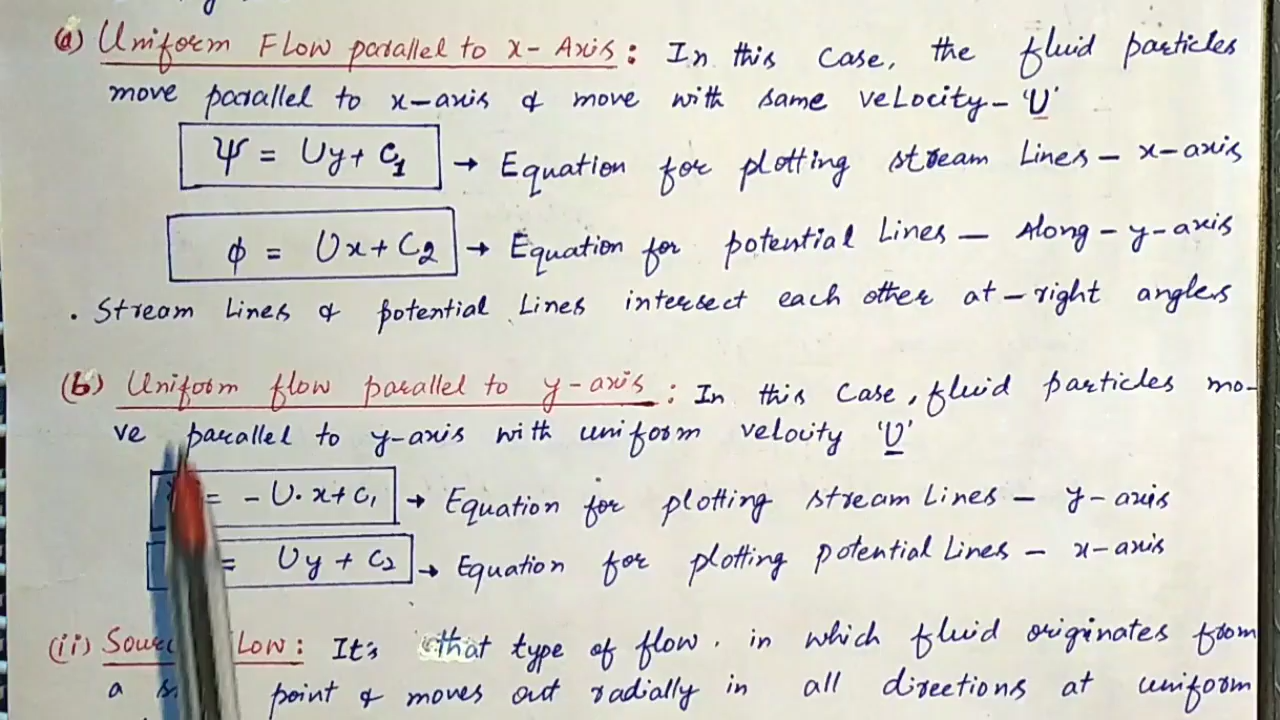 (a) Uniform Flow parallel to x-Axis: In this case, the fluid particles
move parallel to x-axis & move with same velocity- 'U'
Ψ = Uy + C₁ → Equation for plotting stream Lines - x-axis
ϕ = Ux + C₂ → Equation for potential Lines - Along - y-axis
. Stream Lines & potential Lines intersect each other at - right angles
(b) Uniform flow parallel to y-axis : In this case, fluid particles mo-
ve parallel to y-axis with uniform velocity 'U'
= - U. x + C₁ → Equation for plotting stream Lines - y-axis
= Uy + C₂ → Equation for plotting potential Lines - x-axis
(ii) Low: It's that type of flow. in which fluid originates from
a point & moves out radially in all directions at uniform